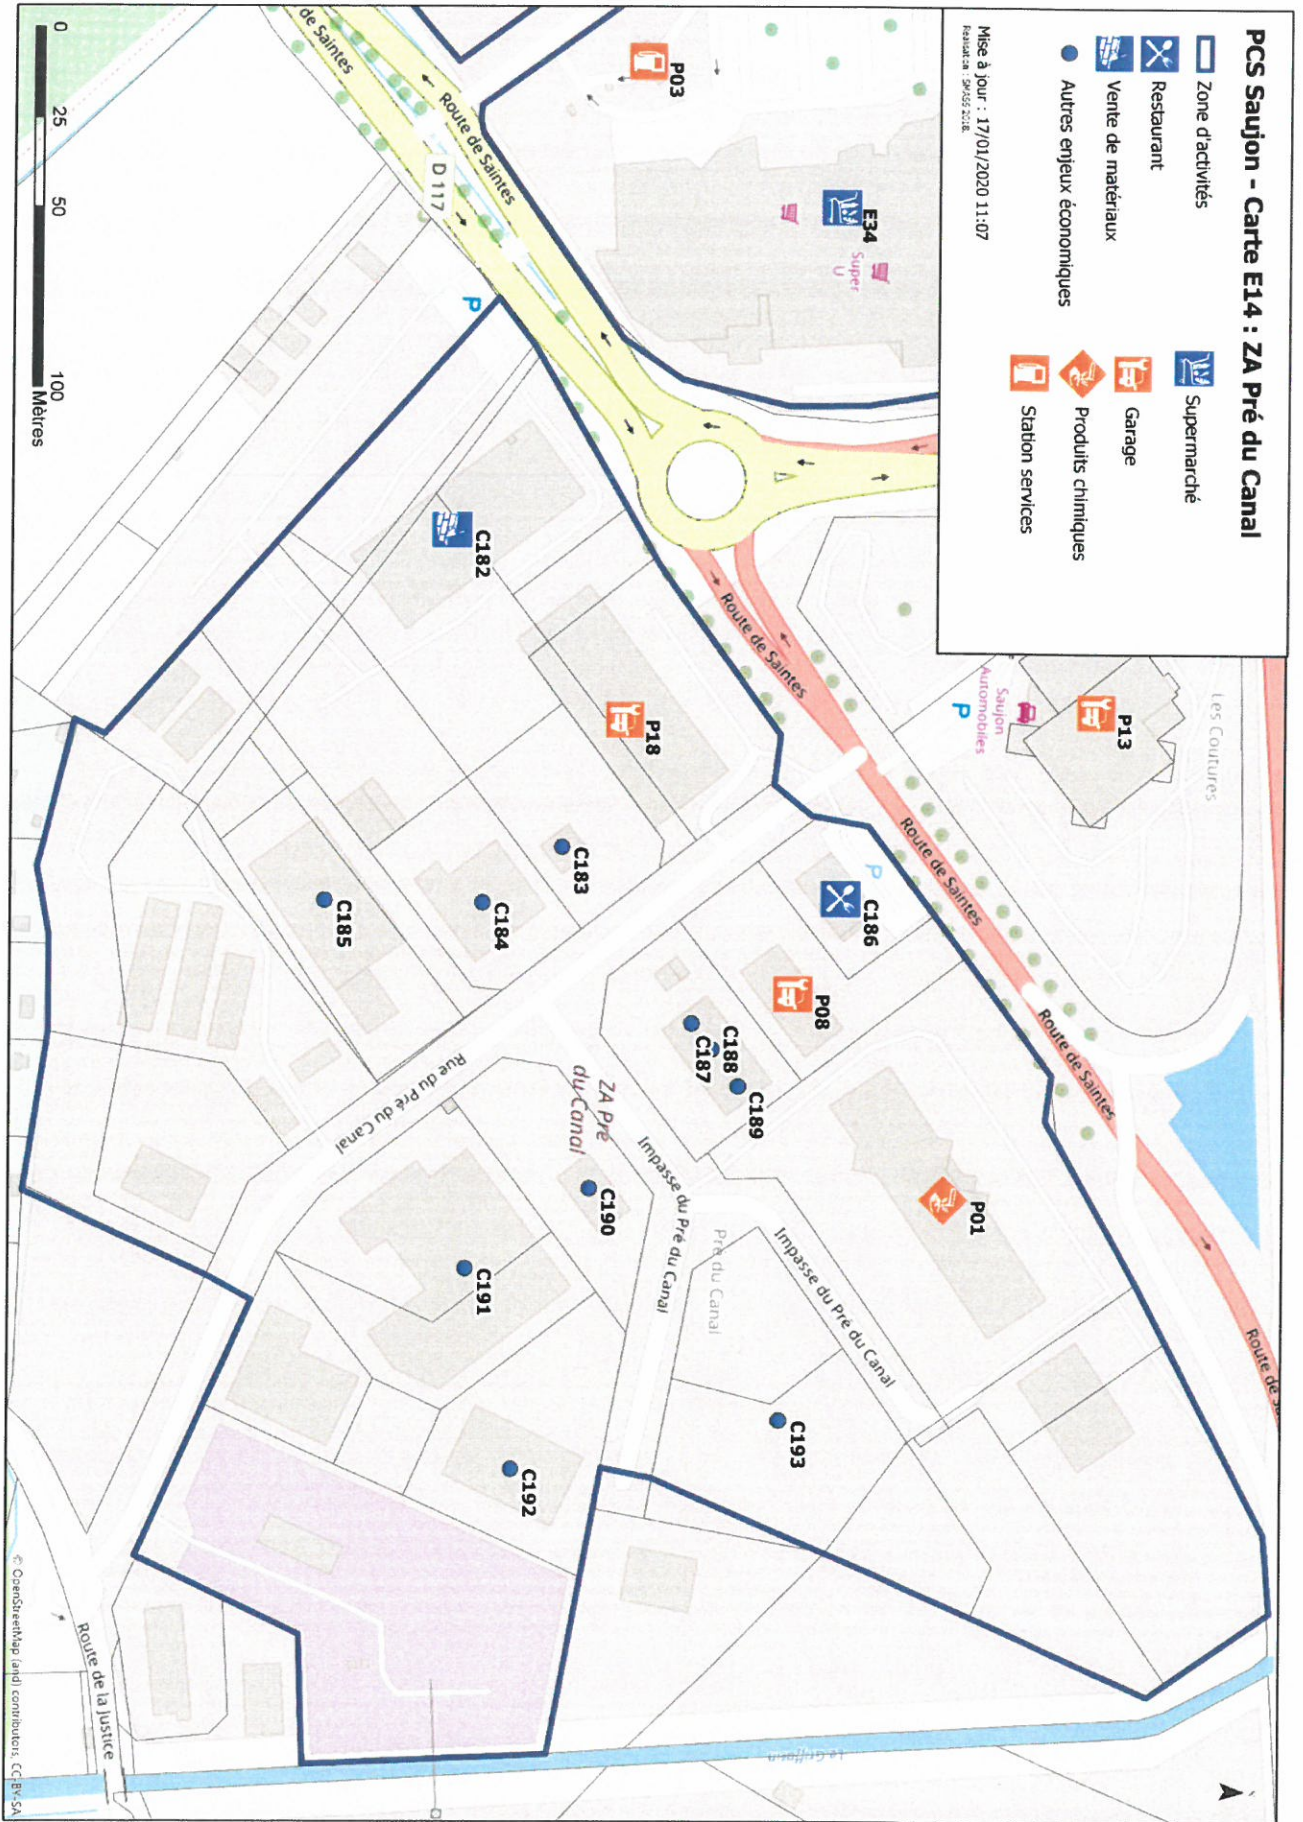 PCS Saujon - Carte E14 : ZA Pré du Canal
Zone d'activités
Restaurant
Vente de matériaux
Autres enjeux économiques
Supermarché
Garage
Produits chimiques
Station services
Mise à jour : 17/01/2020 11:07
Réalisation : SMASS 2018.
P03
E34
Super
U
Route de Saintes
de Saintes
D 117
P
C182
P18
P13
Saujon
Automobiles
P
Les Coutures
Route de Saintes
Route de Saintes
Route de Saintes
Route de Sa
C183
C184
C185
P
C186
P08
C188
C187
C189
P01
Rue du Pré du Canal
ZA Pré
du Canal
C190
Impasse du Pré du Canal
Pré du Canal
Impasse du Pré du Canal
C191
C192
C193
Route de la Justice
0
25
50
100
Mètres
© OpenStreetMap (and) contributors, CC-BY-SA